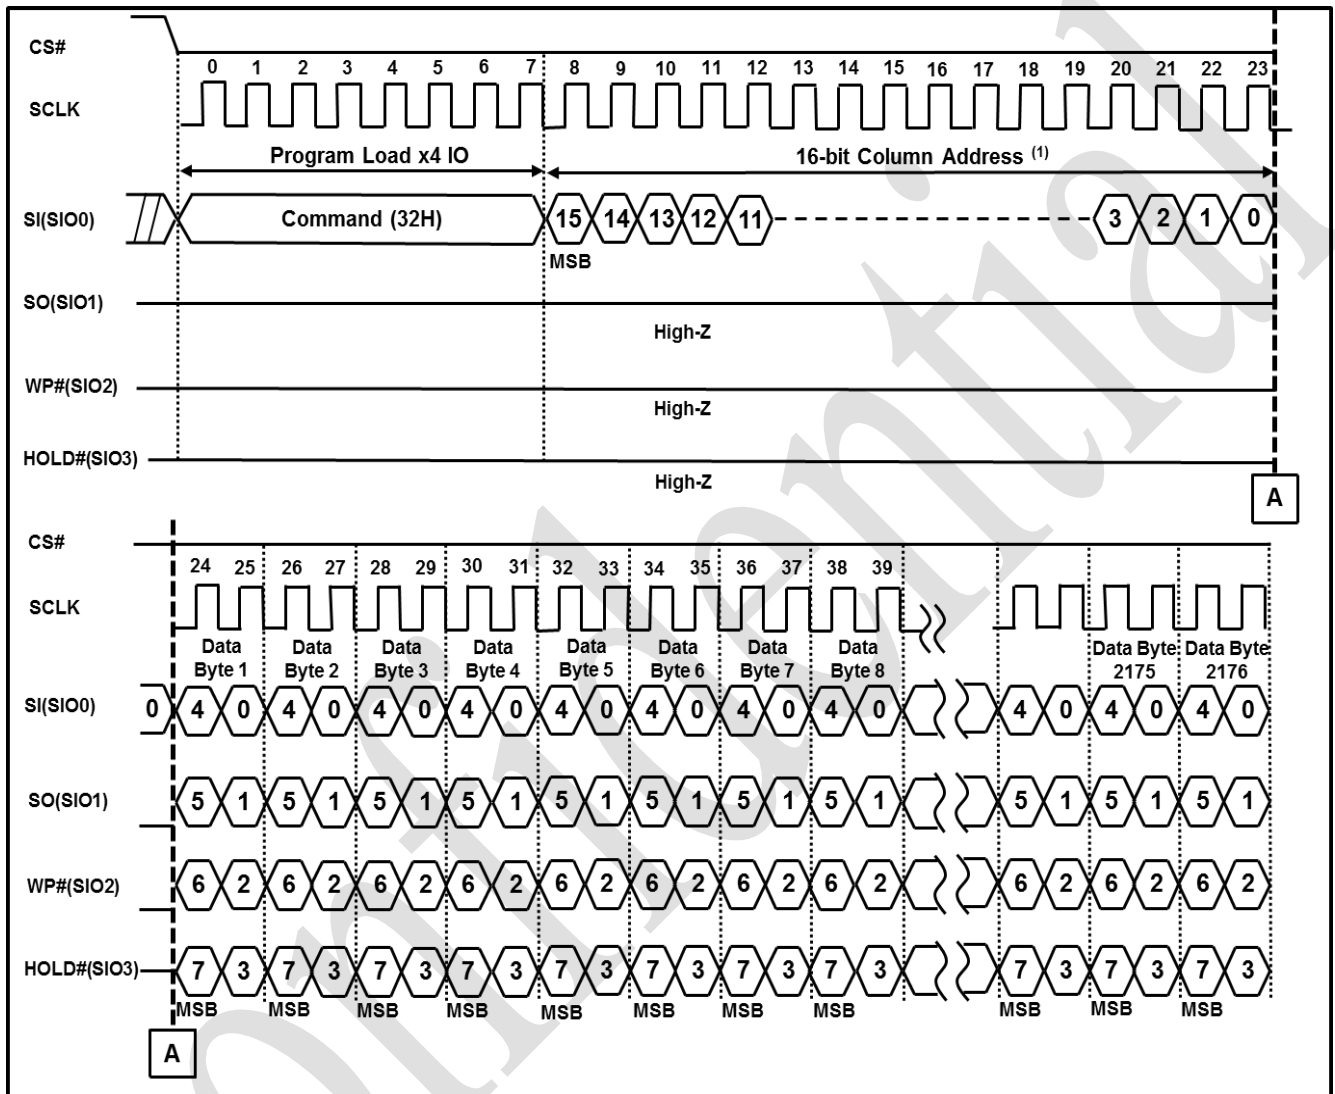 CS#
0 1 2 3 4 5 6 7 8 9 10 11 12 13 14 15 16 17 18 19 20 21 22 23
SCLK
Program Load x4 IO 16-bit Column Address (1)
SI(SIO0) Command (32H) 15 14 13 12 11 3 2 1 0
MSB
SO(SIO1)
High-Z
WP#(SIO2)
High-Z
HOLD#(SIO3)
High-Z
A
CS#
24 25 26 27 28 29 30 31 32 33 34 35 36 37 38 39
SCLK
Data Data Data Data Data Data Data Data Data Byte Data Byte
Byte 1 Byte 2 Byte 3 Byte 4 Byte 5 Byte 6 Byte 7 Byte 8 2175 2176
SI(SIO0) 0 4 0 4 0 4 0 4 0 4 0 4 0 4 0 4 0 4 0 4 0 4 0
SO(SIO1) 5 1 5 1 5 1 5 1 5 1 5 1 5 1 5 1 5 1 5 1 5 1
WP#(SIO2) 6 2 6 2 6 2 6 2 6 2 6 2 6 2 6 2 6 2 6 2 6 2
HOLD#(SIO3) 7 3 7 3 7 3 7 3 7 3 7 3 7 3 7 3 7 3 7 3 7 3
MSB MSB MSB MSB MSB MSB MSB MSB MSB MSB MSB
A
onfidential